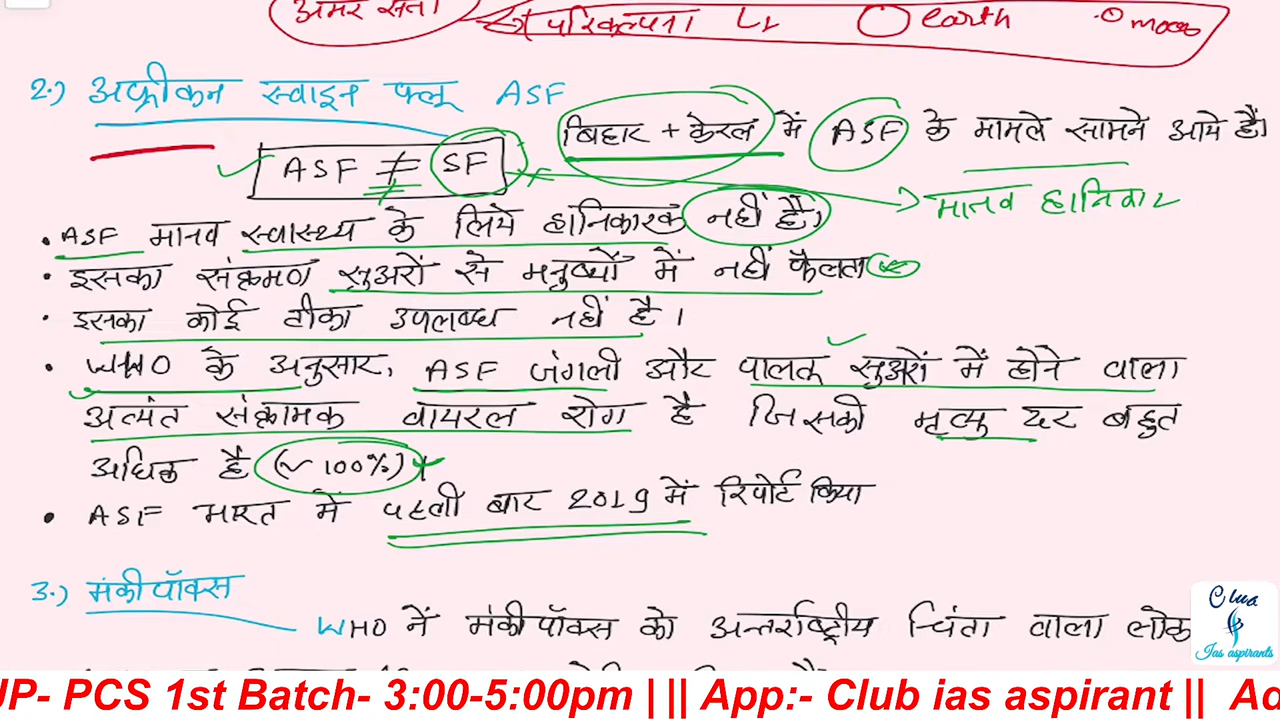 अमर सेना
परिकल्पना earth moon
2.) अफ्रीकन स्वाइन फ्लू ASF
बिहार + केरल में ASF के मामले सामने आये हैं।
ASF ≠ SF
मानव हानिकार
• ASF मानव स्वास्थ्य के लिये हानिकारक नहीं है।
• इसका संक्रमण सुअरों से मनुष्यों में नहीं फैलता
• इसका कोई टीका उपलब्ध नहीं है।
• WHO के अनुसार, ASF जंगली और पालतू सुअरों में होने वाला
अत्यंत संक्रामक वायरल रोग है जिसकी मृत्यु दर बहुत
अधिक है (~ 100%)
• ASF भारत में पहली बार 2019 में रिपोर्ट किया
3.) मंकीपॉक्स
WHO नें मंकीपॉक्स को अन्तर्राष्ट्रीय चिंता वाला लोक
Club
Ias aspirants
UP- PCS 1st Batch- 3:00-5:00pm | || App:- Club ias aspirant || Ad